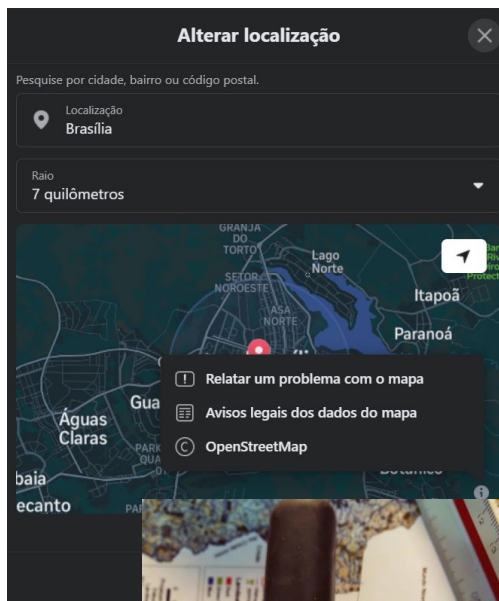 Alterar localização
Pesquise por cidade, bairro ou código postal.
Localização
Brasília
Raio
7 quilômetros
GRANJA
DO
TORTO
Lago
Norte
SETOR
NOROESTE
Itapoã
ASA
NORTE
Paranoá
Relatar um problema com o mapa
Águas
Claras
Avisos legais dos dados do mapa
OpenStreetMap